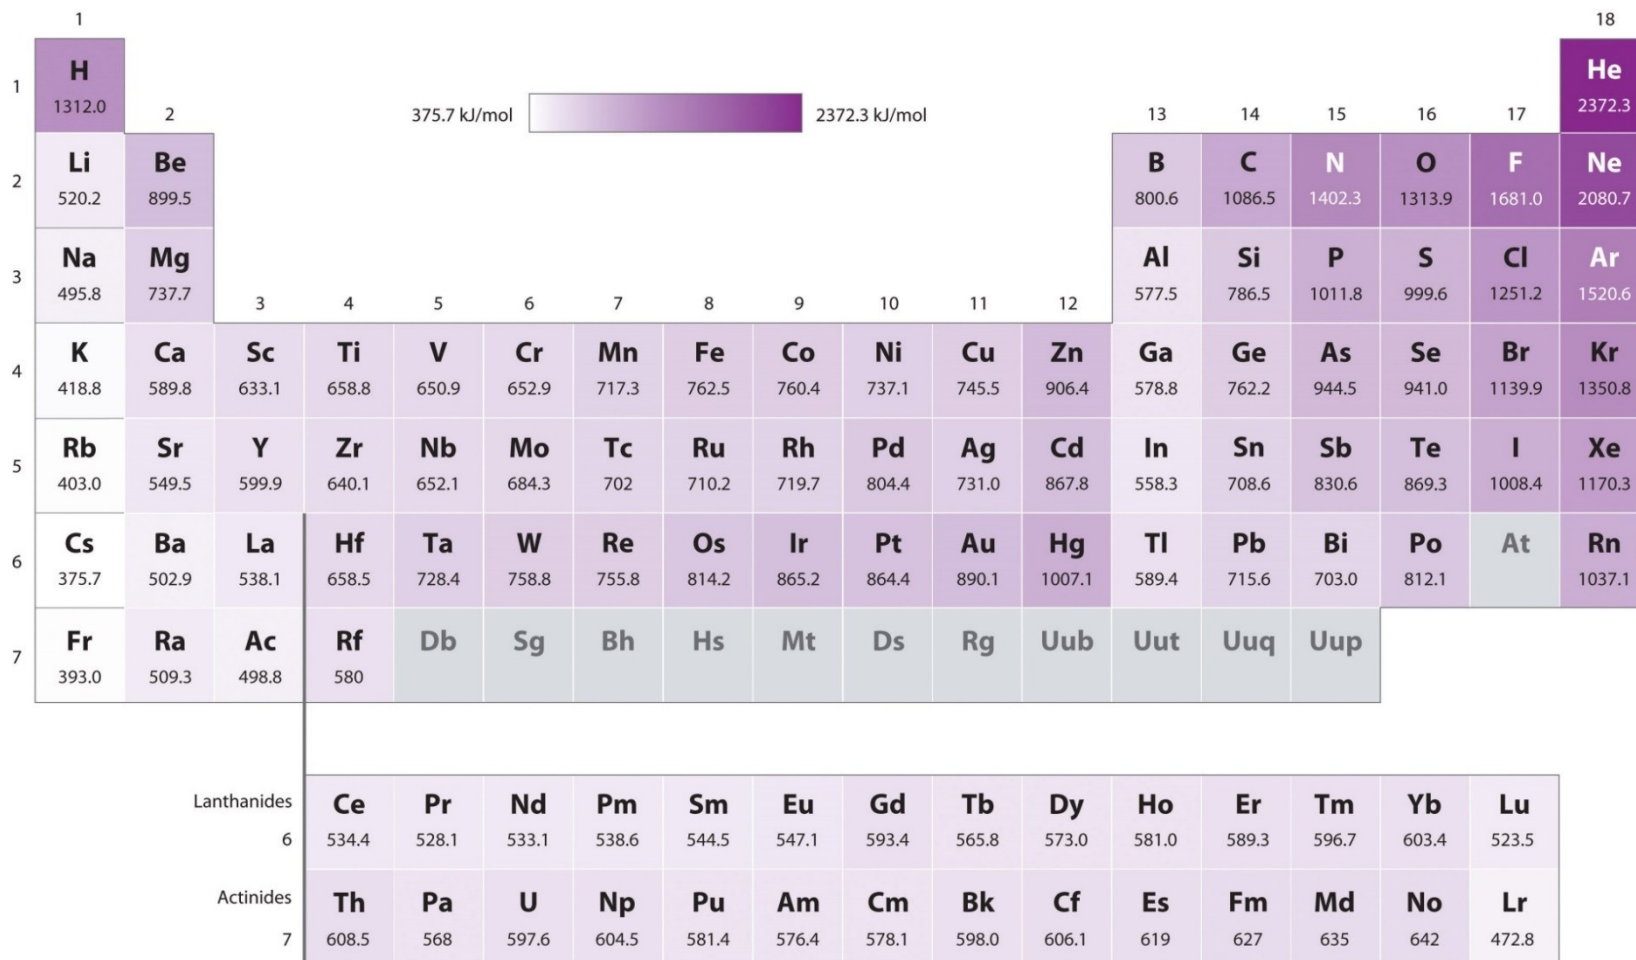 1 18
1 H He
1312.0 2 375.7 kJ/mol 2372.3 kJ/mol 13 14 15 16 17 2372.3
2 Li Be B C N O F Ne
520.2 899.5 800.6 1086.5 1402.3 1313.9 1681.0 2080.7
3 Na Mg Al Si P S Cl Ar
495.8 737.7 3 4 5 6 7 8 9 10 11 12 577.5 786.5 1011.8 999.6 1251.2 1520.6
4 K Ca Sc Ti V Cr Mn Fe Co Ni Cu Zn Ga Ge As Se Br Kr
418.8 589.8 633.1 658.8 650.9 652.9 717.3 762.5 760.4 737.1 745.5 906.4 578.8 762.2 944.5 941.0 1139.9 1350.8
5 Rb Sr Y Zr Nb Mo Tc Ru Rh Pd Ag Cd In Sn Sb Te I Xe
403.0 549.5 599.9 640.1 652.1 684.3 702 710.2 719.7 804.4 731.0 867.8 558.3 708.6 830.6 869.3 1008.4 1170.3
6 Cs Ba La Hf Ta W Re Os Ir Pt Au Hg Tl Pb Bi Po At Rn
375.7 502.9 538.1 658.5 728.4 758.8 755.8 814.2 865.2 864.4 890.1 1007.1 589.4 715.6 703.0 812.1 1037.1
7 Fr Ra Ac Rf Db Sg Bh Hs Mt Ds Rg Uub Uut Uuq Uup
393.0 509.3 498.8 580
Lanthanides Ce Pr Nd Pm Sm Eu Gd Tb Dy Ho Er Tm Yb Lu
6 534.4 528.1 533.1 538.6 544.5 547.1 593.4 565.8 573.0 581.0 589.3 596.7 603.4 523.5
Actinides Th Pa U Np Pu Am Cm Bk Cf Es Fm Md No Lr
7 608.5 568 597.6 604.5 581.4 576.4 578.1 598.0 606.1 619 627 635 642 472.8